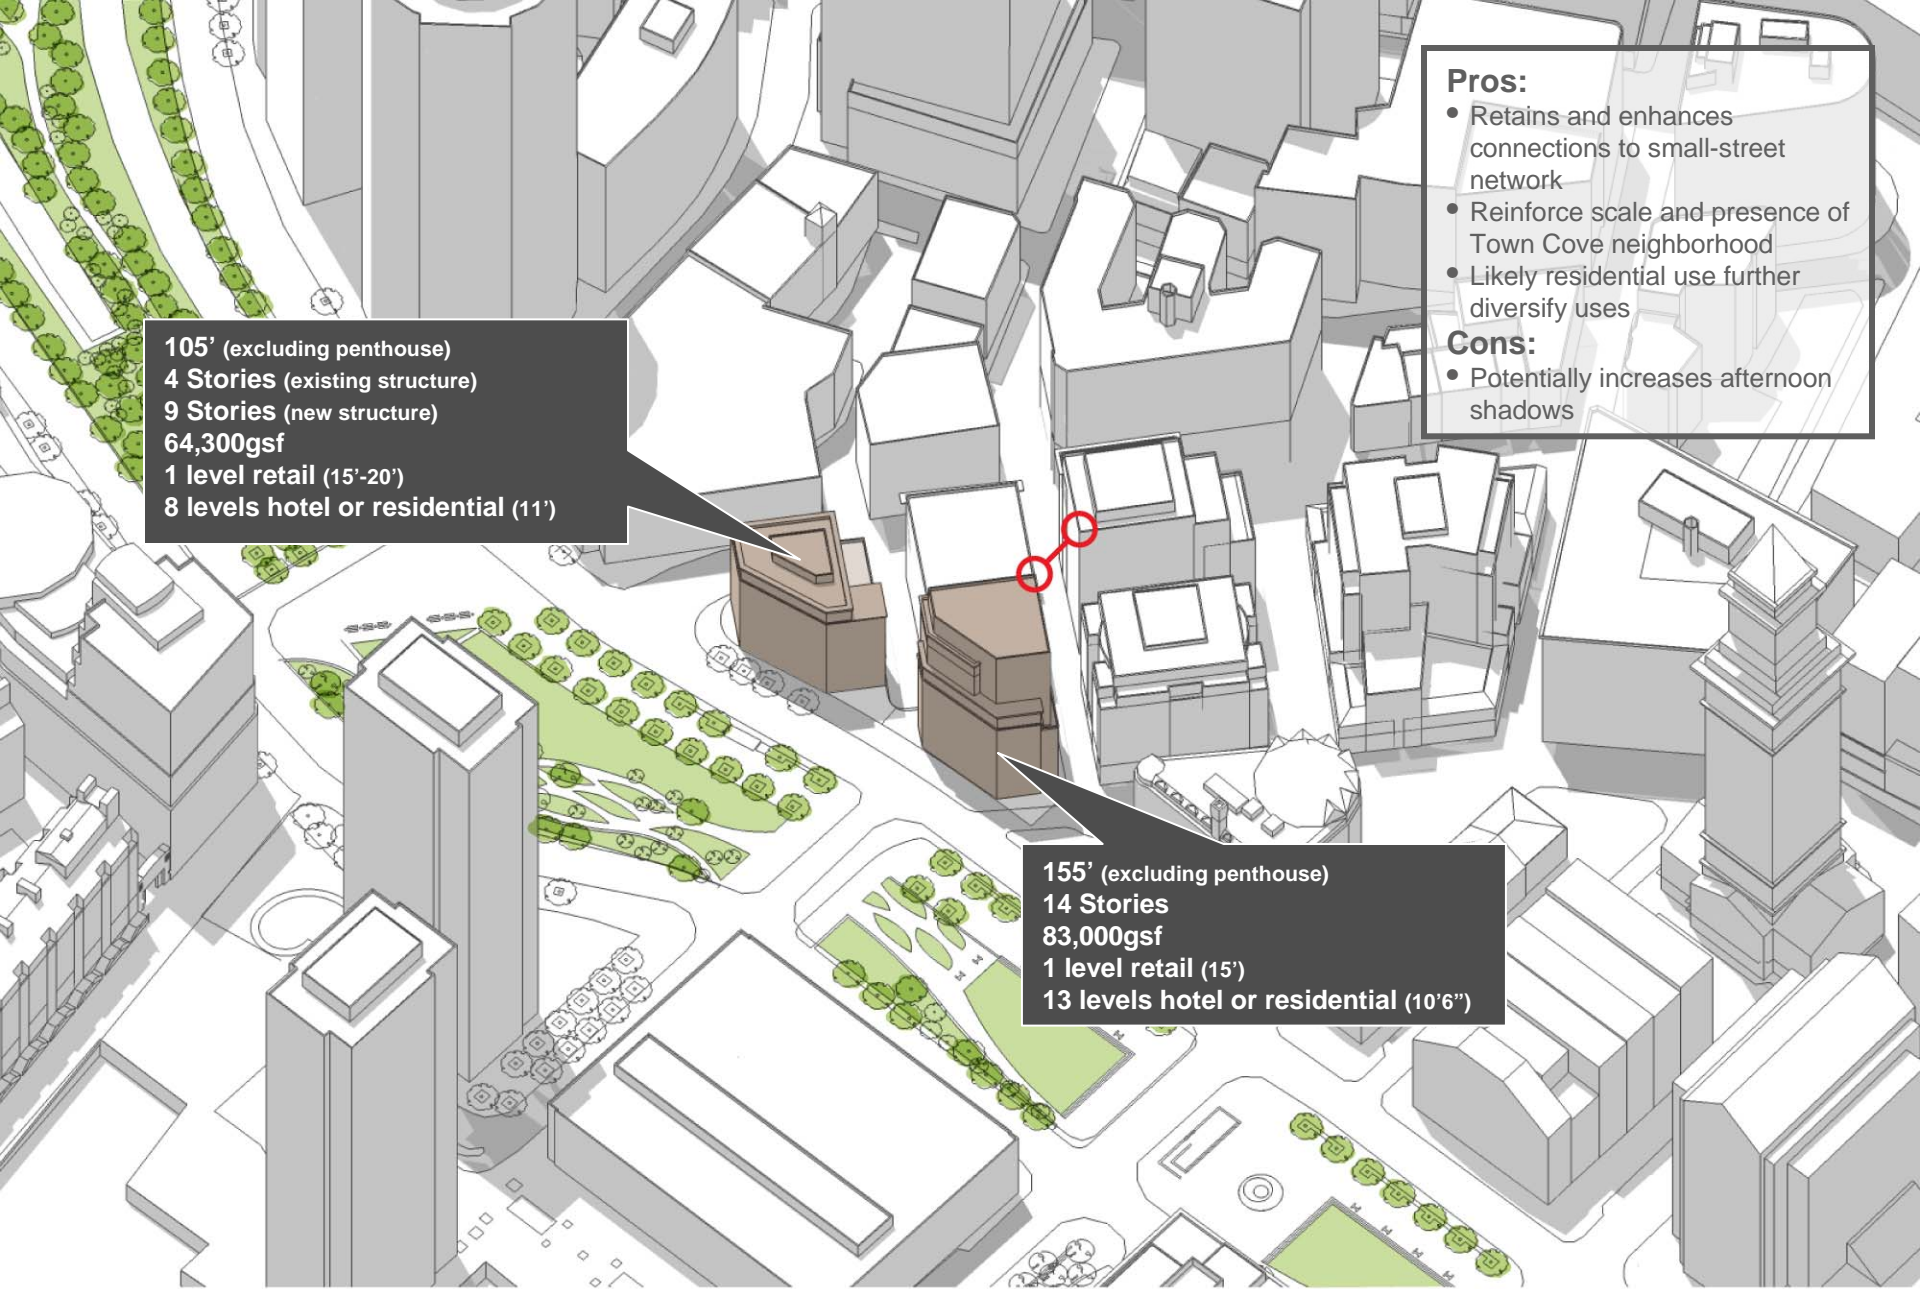 Pros:
• Retains and enhances
connections to small-street
network
• Reinforce scale and presence of
Town Cove neighborhood
• Likely residential use further
diversify uses
Cons:
• Potentially increases afternoon
shadows
105’ (excluding penthouse)
4 Stories (existing structure)
9 Stories (new structure)
64,300gsf
1 level retail (15’-20’)
8 levels hotel or residential (11’)
155’ (excluding penthouse)
14 Stories
83,000gsf
1 level retail (15’)
13 levels hotel or residential (10’6”)